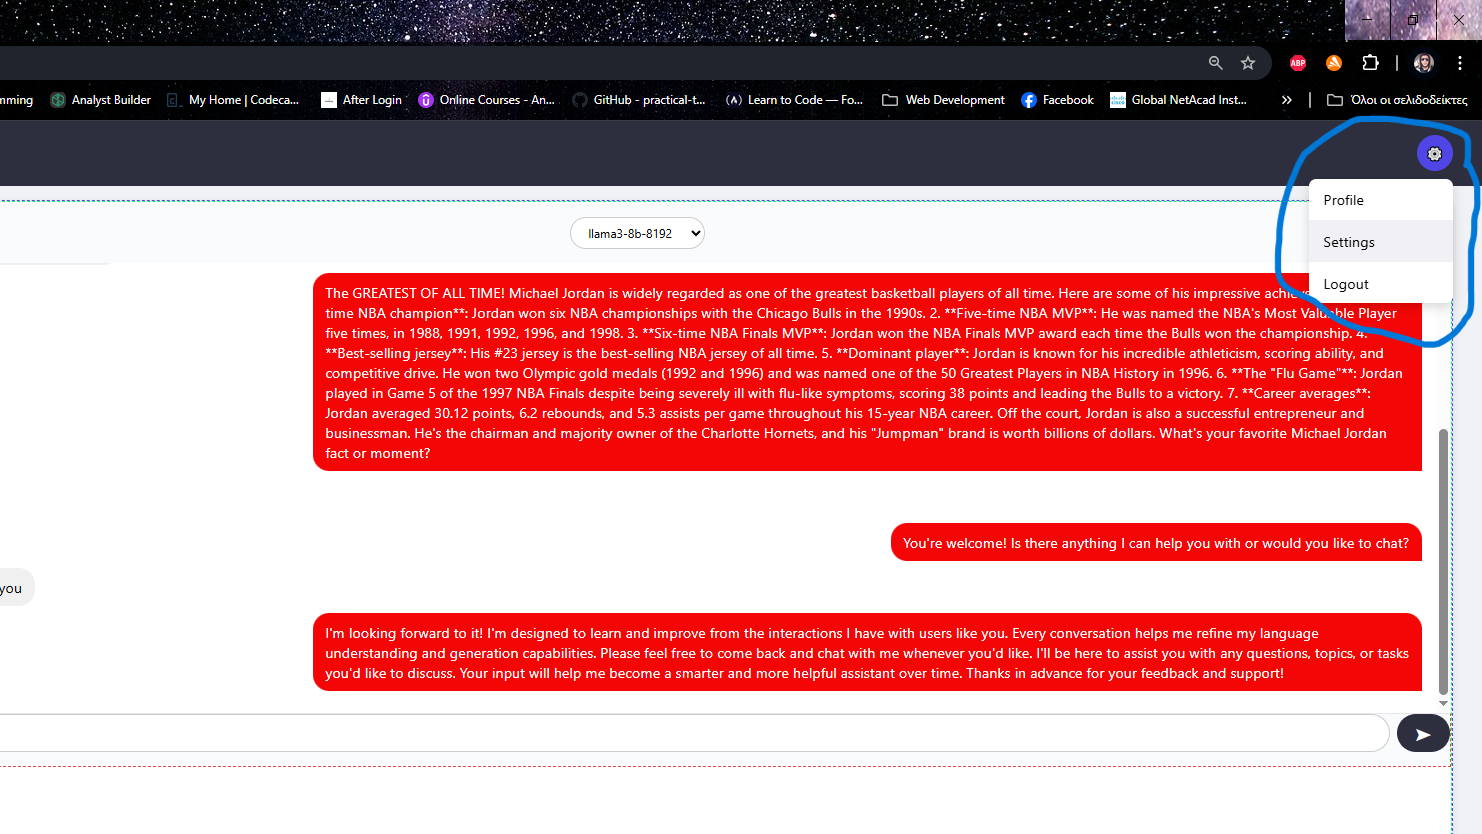 mming Analyst Builder My Home | Codeca... After Login Online Courses - An... GitHub - practical-t... Learn to Code — Fo... Web Development Facebook Global NetAcad Inst... » Όλοι οι σελιδοδείκτες
ABP
Profile
Settings
Logout
llama3-8b-8192
The GREATEST OF ALL TIME! Michael Jordan is widely regarded as one of the greatest basketball players of all time. Here are some of his impressive achie
time NBA champion**: Jordan won six NBA championships with the Chicago Bulls in the 1990s. 2. **Five-time NBA MVP**: He was named the NBA's Most Valuable Player
five times, in 1988, 1991, 1992, 1996, and 1998. 3. **Six-time NBA Finals MVP**: Jordan won the NBA Finals MVP award each time the Bulls won the championship. 4.
**Best-selling jersey**: His #23 jersey is the best-selling NBA jersey of all time. 5. **Dominant player**: Jordan is known for his incredible athleticism, scoring ability, and
competitive drive. He won two Olympic gold medals (1992 and 1996) and was named one of the 50 Greatest Players in NBA History in 1996. 6. **The "Flu Game"**: Jordan
played in Game 5 of the 1997 NBA Finals despite being severely ill with flu-like symptoms, scoring 38 points and leading the Bulls to a victory. 7. **Career averages**:
Jordan averaged 30.12 points, 6.2 rebounds, and 5.3 assists per game throughout his 15-year NBA career. Off the court, Jordan is also a successful entrepreneur and
businessman. He's the chairman and majority owner of the Charlotte Hornets, and his "Jumpman" brand is worth billions of dollars. What's your favorite Michael Jordan
fact or moment?
You're welcome! Is there anything I can help you with or would you like to chat?
you
I'm looking forward to it! I'm designed to learn and improve from the interactions I have with users like you. Every conversation helps me refine my language
understanding and generation capabilities. Please feel free to come back and chat with me whenever you'd like. I'll be here to assist you with any questions, topics, or tasks
you'd like to discuss. Your input will help me become a smarter and more helpful assistant over time. Thanks in advance for your feedback and support!